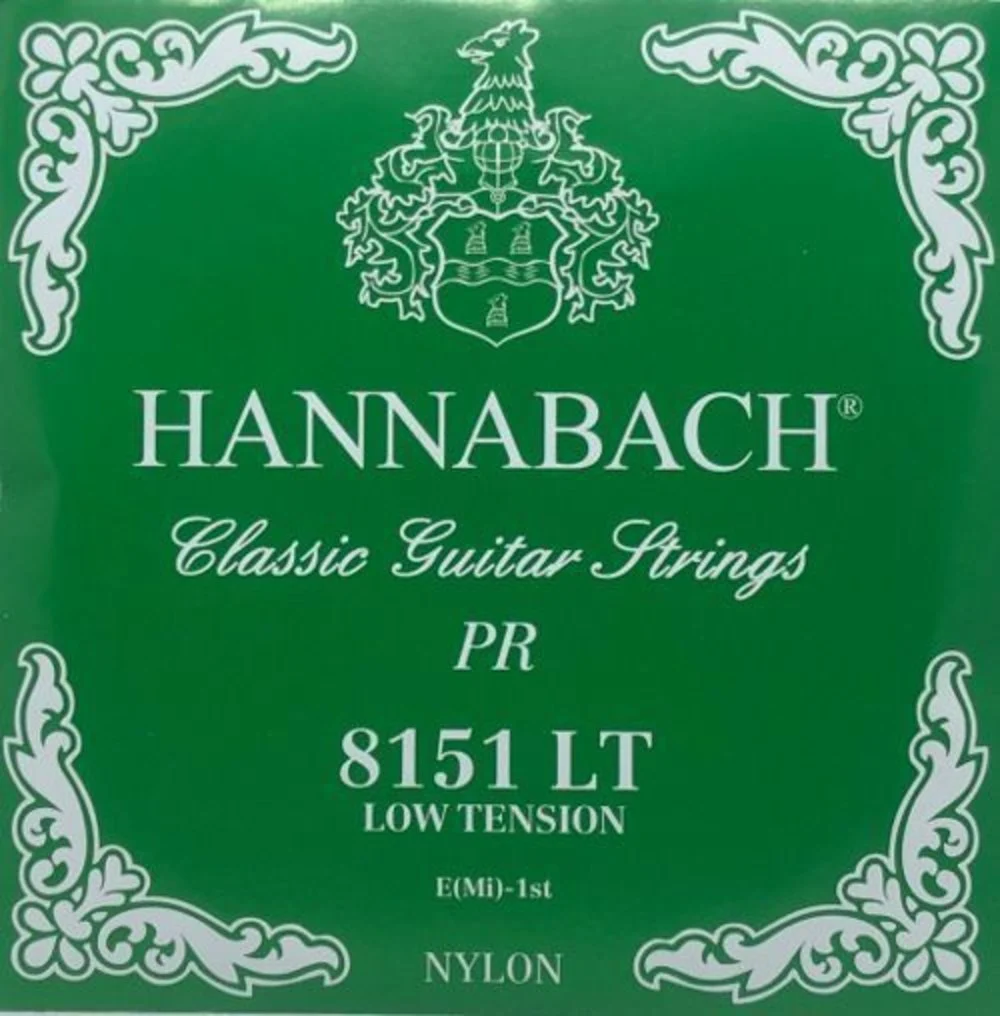 HANNABACH®
Classic Guitar Strings
PR
8151 LT
LOW TENSION
E(Mi)-1st
NYLON